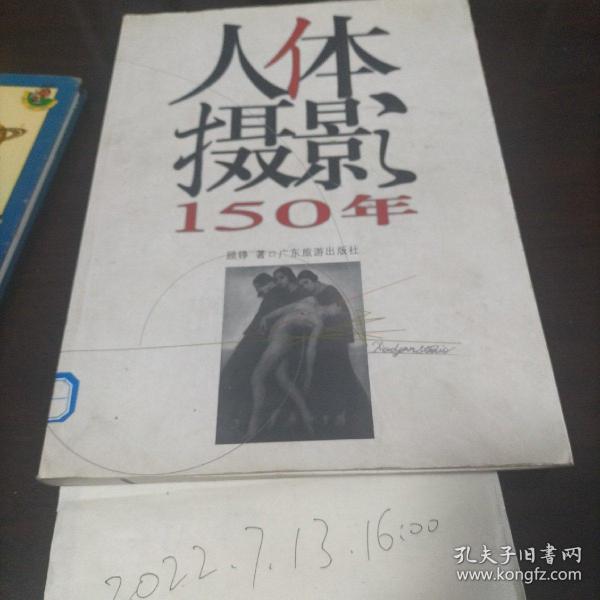 人体
摄影
150年
顾铮 著□广东旅游出版社
2022.7.13.16:00
孔夫子旧书网
www.kongfz.com